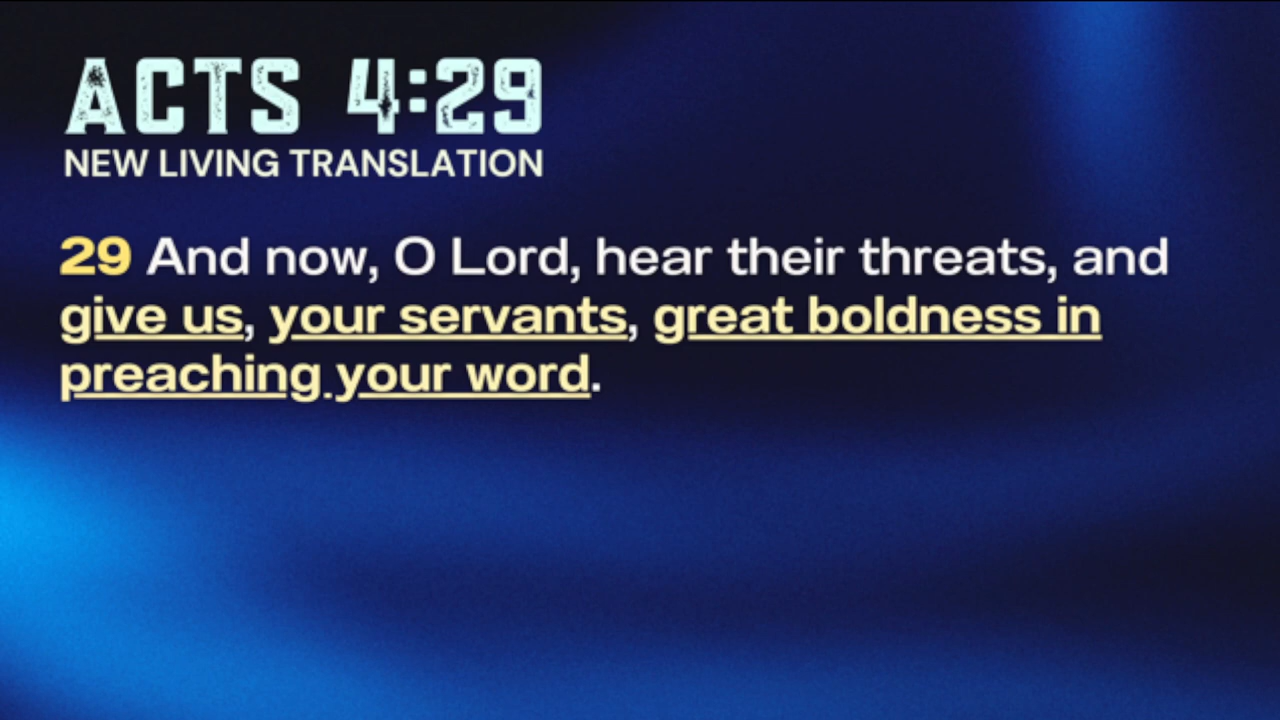 ACTS 4:29
NEW LIVING TRANSLATION
29 And now, O Lord, hear their threats, and
give us, your servants, great boldness in
preaching your word.